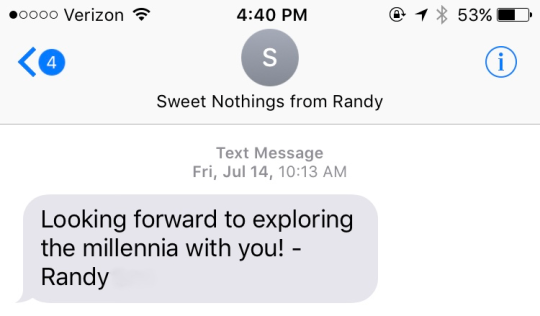 Verizon 4:40 PM 53%
4
S
i
Sweet Nothings from Randy
Text Message
Fri, Jul 14, 10:13 AM
Looking forward to exploring
the millennia with you! -
Randy